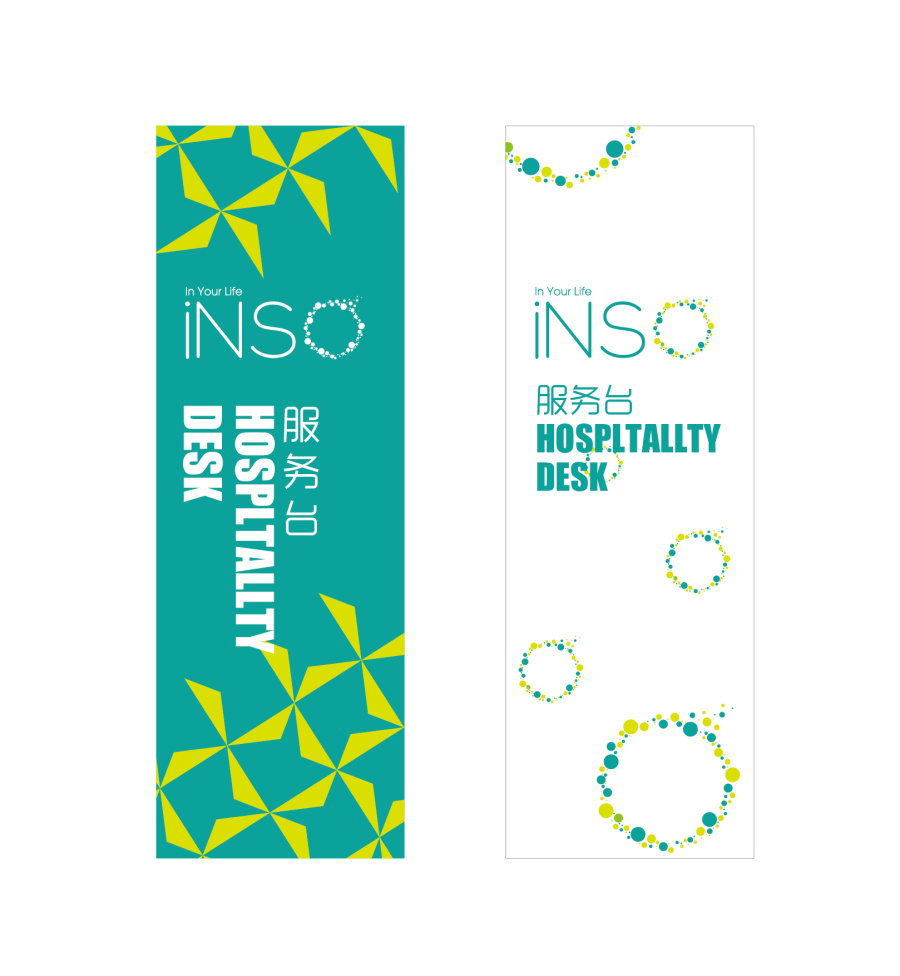 In Your Life
iNSO
服务台
HOSPLTALLTY
DESK
In Your Life
iNSO
服务台
HOSPLTALLTY
DESK